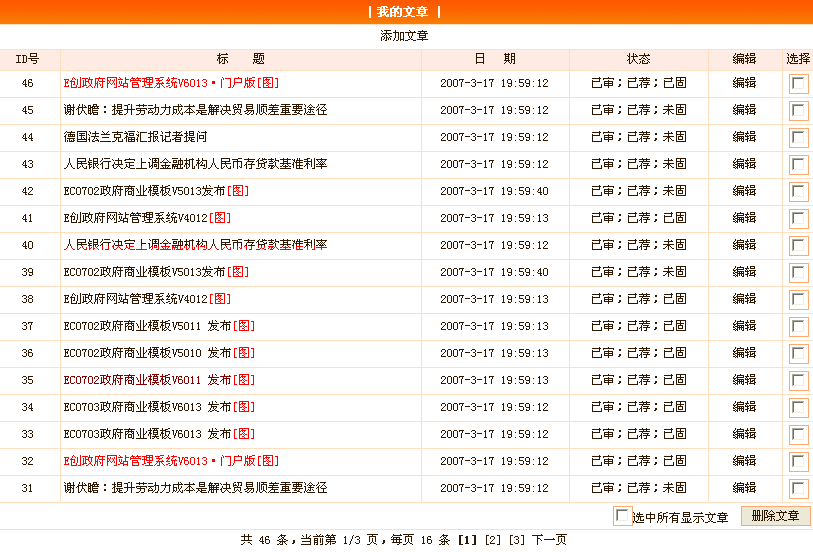 | 我的文章 |
添加文章
ID号 标 题 日 期 状态 编辑 选择
46 E创政府网站管理系统V6013·门户版[图] 2007-3-17 19:59:12 已审;已荐;已固 编辑
45 谢伏瞻：提升劳动力成本是解决贸易顺差重要途径 2007-3-17 19:59:12 已审;已荐;未固 编辑
44 德国法兰克福汇报记者提问 2007-3-17 19:59:12 已审;已荐;未固 编辑
43 人民银行决定上调金融机构人民币存贷款基准利率 2007-3-17 19:59:12 已审;已荐;未固 编辑
42 EC0702政府商业模板V5013发布[图] 2007-3-17 19:59:40 已审;已荐;未固 编辑
41 E创政府网站管理系统V4012[图] 2007-3-17 19:59:13 已审;已荐;已固 编辑
40 人民银行决定上调金融机构人民币存贷款基准利率 2007-3-17 19:59:12 已审;已荐;未固 编辑
39 EC0702政府商业模板V5013发布[图] 2007-3-17 19:59:40 已审;已荐;未固 编辑
38 E创政府网站管理系统V4012[图] 2007-3-17 19:59:13 已审;已荐;已固 编辑
37 EC0702政府商业模板V5011 发布[图] 2007-3-17 19:59:13 已审;已荐;已固 编辑
36 EC0702政府商业模板V5010 发布[图] 2007-3-17 19:59:13 已审;已荐;已固 编辑
35 EC0702政府商业模板V6011 发布[图] 2007-3-17 19:59:13 已审;已荐;已固 编辑
34 EC0703政府商业模板V6013 发布[图] 2007-3-17 19:59:12 已审;已荐;已固 编辑
33 EC0703政府商业模板V6013 发布[图] 2007-3-17 19:59:12 已审;已荐;已固 编辑
32 E创政府网站管理系统V6013·门户版[图] 2007-3-17 19:59:12 已审;已荐;已固 编辑
31 谢伏瞻：提升劳动力成本是解决贸易顺差重要途径 2007-3-17 19:59:12 已审;已荐;未固 编辑
选中所有显示文章 删除文章
共 46 条，当前第 1/3 页，每页 16 条 [1] [2] [3] 下一页